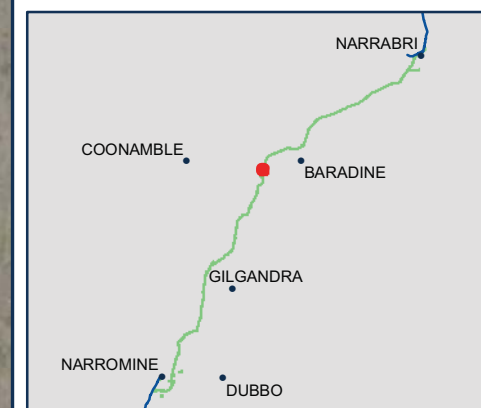 NARRABRI
COONAMBLE
BARADINE
GILGANDRA
NARROMINE
DUBBO